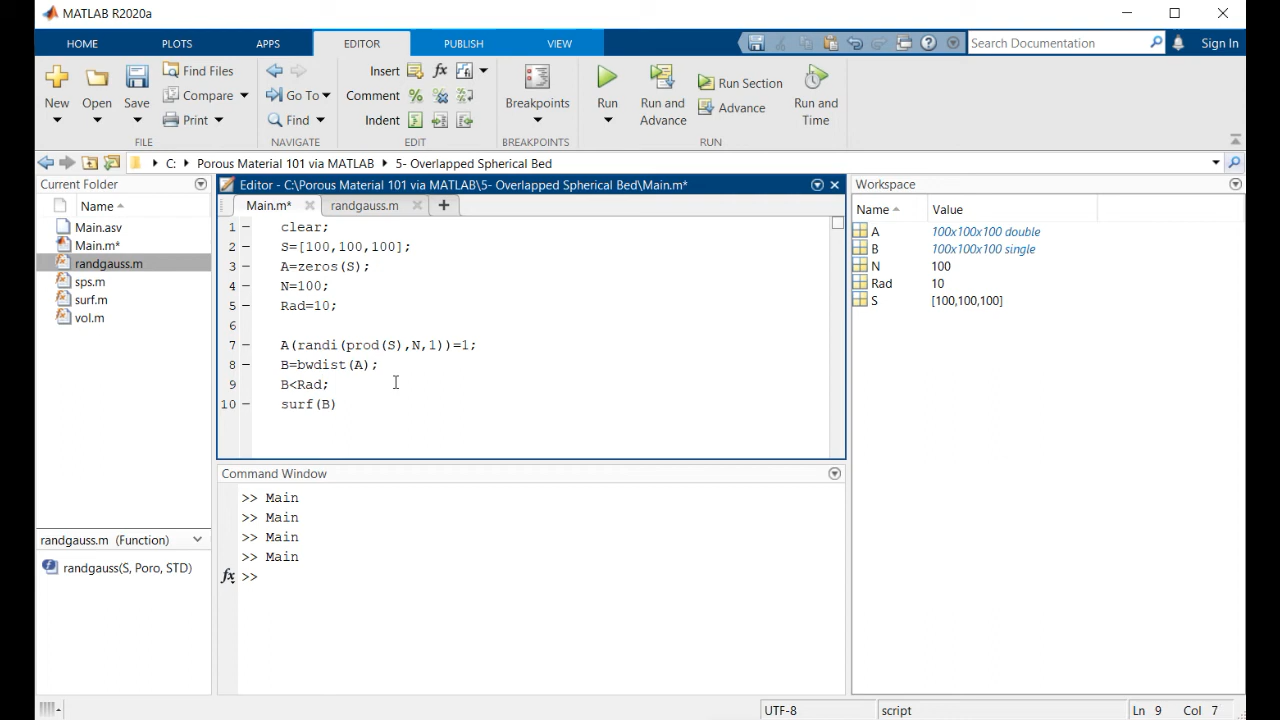 MATLAB R2020a
HOME PLOTS APPS EDITOR PUBLISH VIEW Search Documentation Sign In
New Open Save Find Files Compare Print
FILE
Go To Find
NAVIGATE
Insert fx
Comment %
Indent
EDIT
Breakpoints
BREAKPOINTS
Run Run and Advance Run Section Advance Run and Time
RUN
C: Porous Material 101 via MATLAB 5- Overlapped Spherical Bed
Current Folder
Name
Main.asv
Main.m*
randgauss.m
sps.m
surf.m
vol.m
randgauss.m (Function)
randgauss(S, Poro, STD)
Editor - C:\Porous Material 101 via MATLAB\5- Overlapped Spherical Bed\Main.m*
Main.m* randgauss.m
1 – clear;
2 – S=[100,100,100];
3 – A=zeros(S);
4 – N=100;
5 – Rad=10;
6
7 – A(randi(prod(S),N,1))=1;
8 – B=bwdist(A);
9 – B<Rad;
10 – surf(B)
Command Window
>> Main
>> Main
>> Main
>> Main
fx >>
Workspace
Name Value
A 100x100x100 double
B 100x100x100 single
N 100
Rad 10
S [100,100,100]
UTF-8 script Ln 9 Col 7